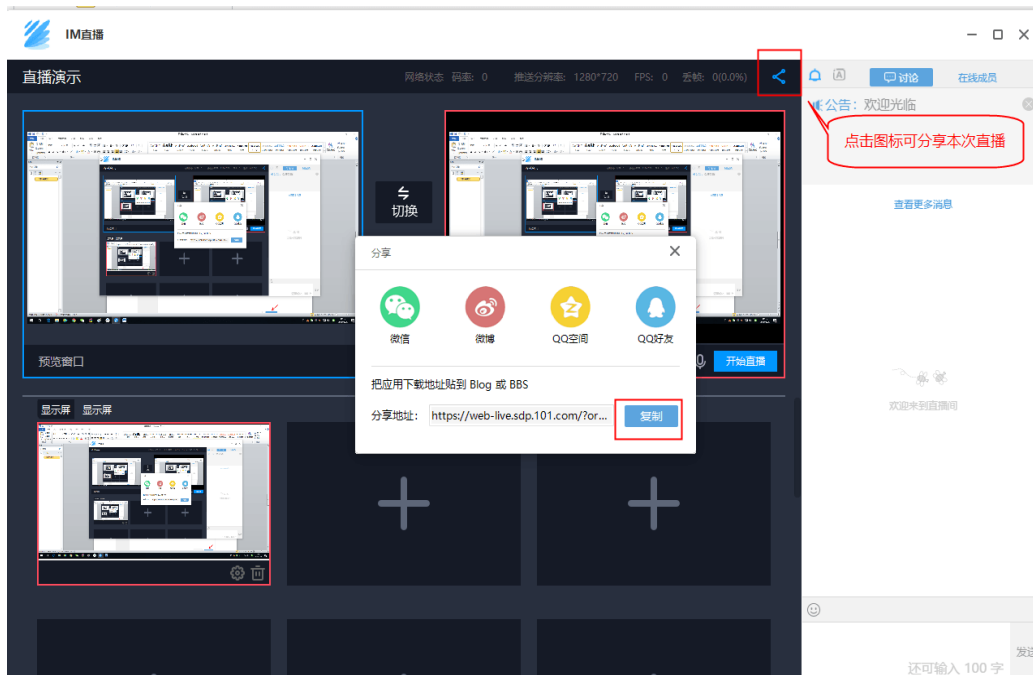 IM直播
直播演示
网络状态 码率: 0 推送分辨率: 1280*720 FPS: 0 丢帧: 0(0.0%)
讨论
在线成员
公告: 欢迎光临
点击图标可分享本次直播
查看更多消息
切换
分享
微信
微博
QQ空间
QQ好友
把应用下载地址贴到 Blog 或 BBS
分享地址: https://web-live.sdp.101.com/?or...
复制
预览窗口
开始直播
显示屏 显示屏
欢迎来到直播间
还可输入 100 字